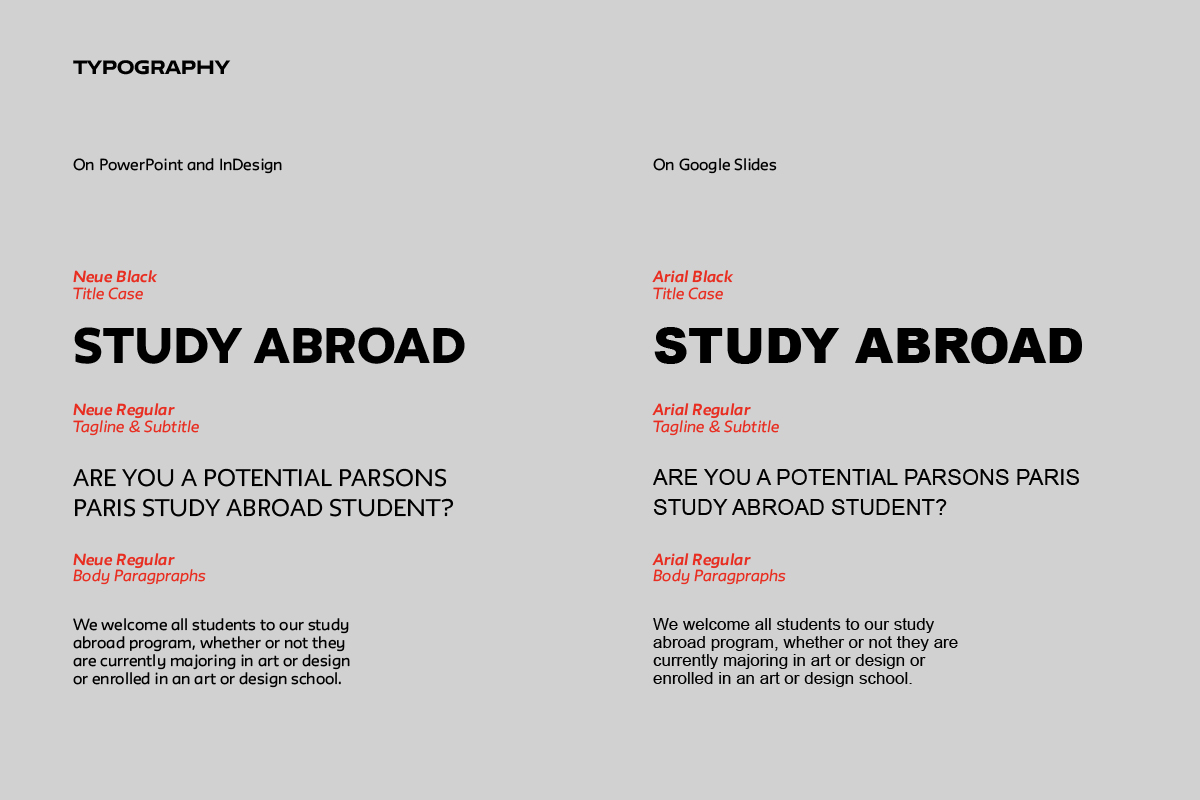 TYPOGRAPHY
On PowerPoint and InDesign
Neue Black
Title Case
STUDY ABROAD
Neue Regular
Tagline & Subtitle
ARE YOU A POTENTIAL PARSONS
PARIS STUDY ABROAD STUDENT?
Neue Regular
Body Paragpraphs
We welcome all students to our study
abroad program, whether or not they
are currently majoring in art or design
or enrolled in an art or design school.
On Google Slides
Arial Black
Title Case
STUDY ABROAD
Arial Regular
Tagline & Subtitle
ARE YOU A POTENTIAL PARSONS PARIS
STUDY ABROAD STUDENT?
Arial Regular
Body Paragpraphs
We welcome all students to our study
abroad program, whether or not they are
currently majoring in art or design or
enrolled in an art or design school.